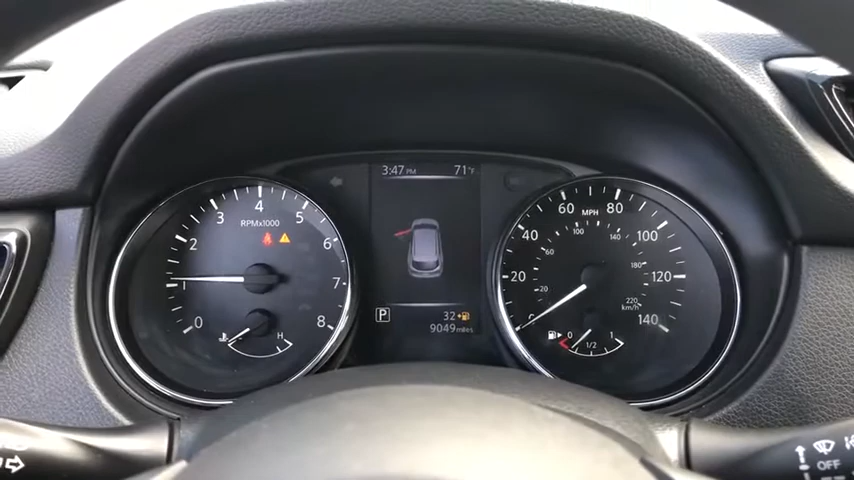 3:47 PM 71°F
RPMx1000
0 1 2 3 4 5 6 7 8
C H
MPH
20 40 60 80 100 120 140
20 60 100 140 180 220
km/h
P 32
9049 miles
0 1/2 1
OFF